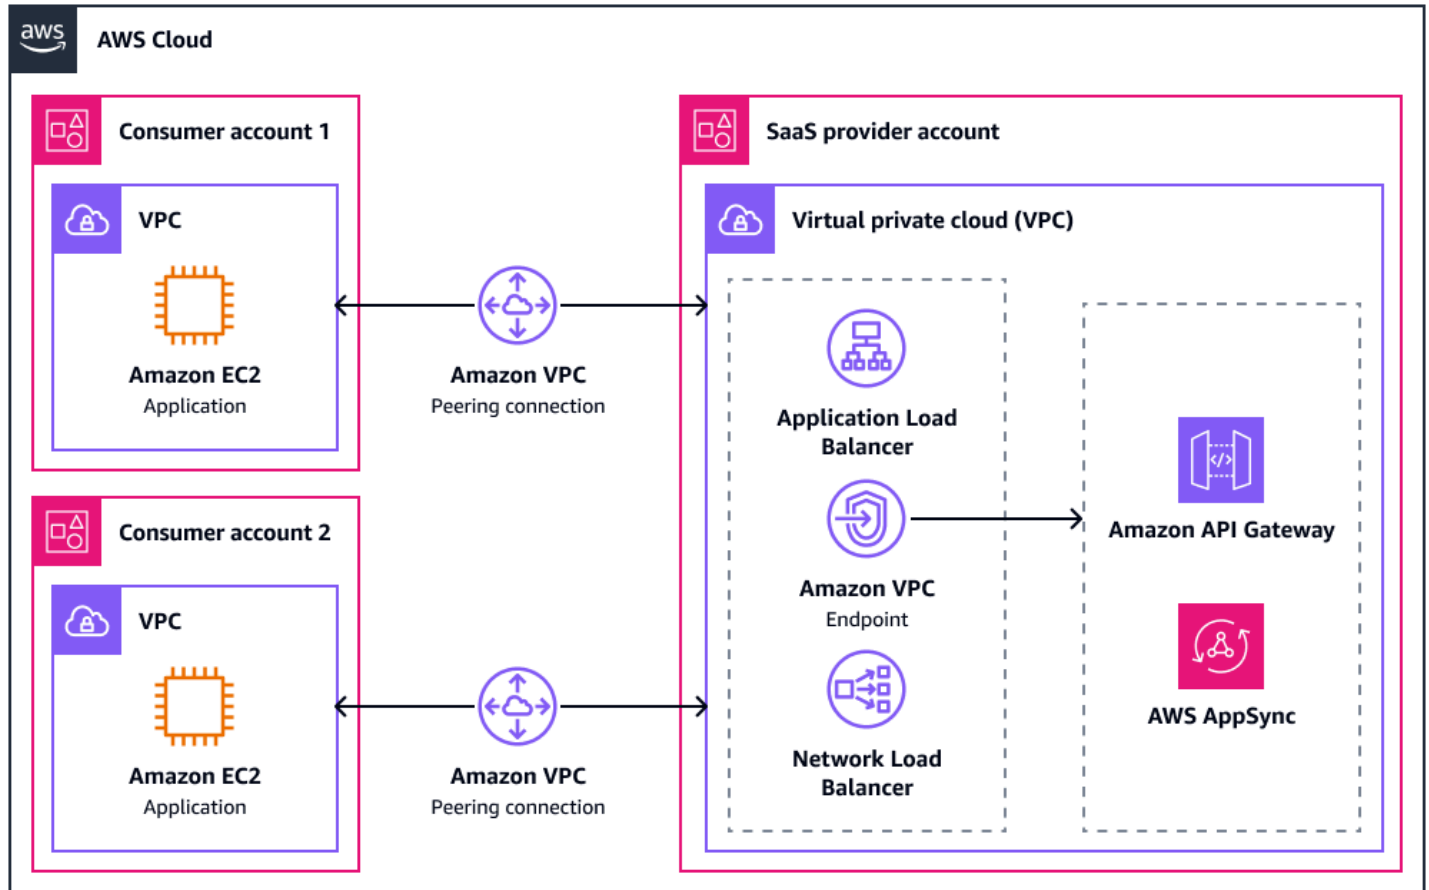 aws
AWS Cloud
Consumer account 1
VPC
Amazon EC2
Application
Amazon VPC
Peering connection
Consumer account 2
VPC
Amazon EC2
Application
Amazon VPC
Peering connection
SaaS provider account
Virtual private cloud (VPC)
Application Load
Balancer
Amazon VPC
Endpoint
Network Load
Balancer
</>
Amazon API Gateway
AWS AppSync